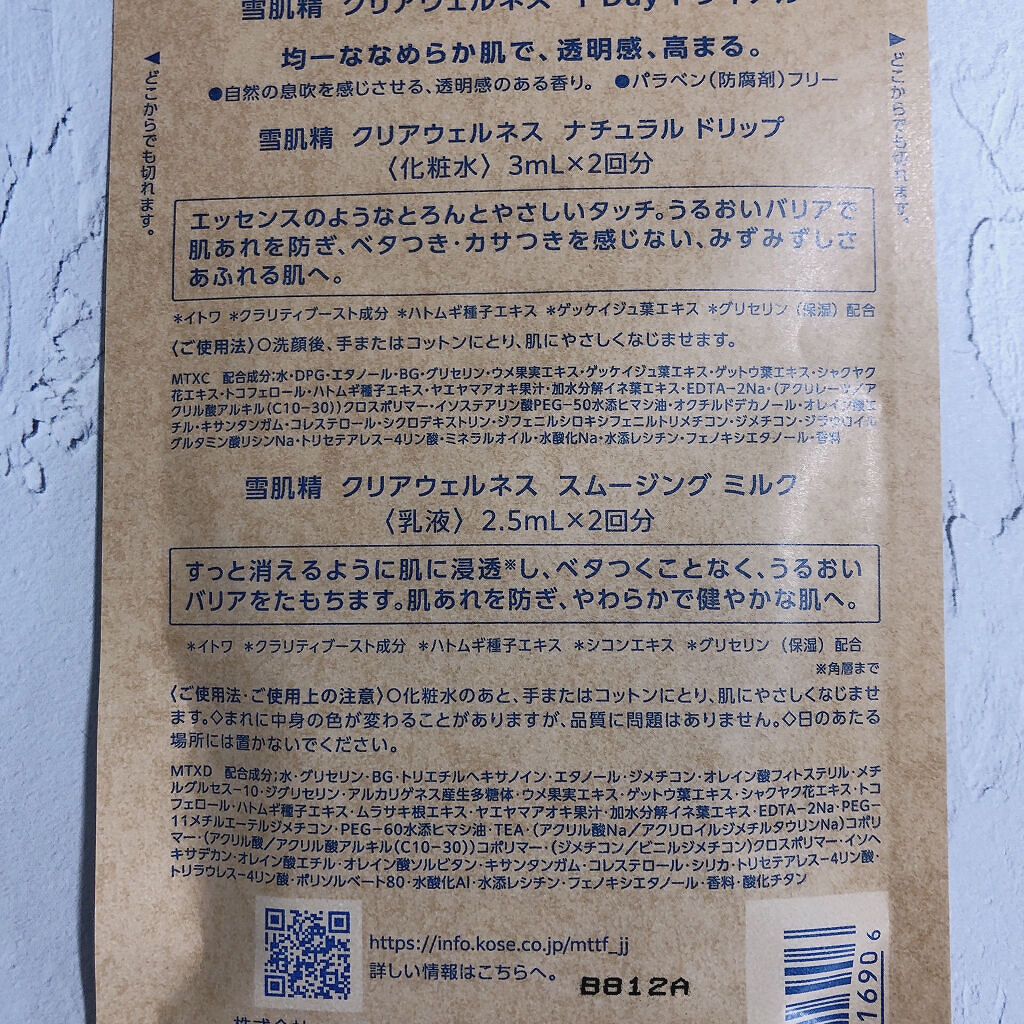 雪肌精 クリアウェルネス 1 Dayトライアル
均一ななめらか肌で、透明感、高まる。
●自然の息吹を感じさせる、透明感のある香り。 ●パラベン（防腐剤）フリー
◀どこからでも切れます。
▶どこからでも切れます。
雪肌精 クリアウェルネス ナチュラル ドリップ
〈化粧水〉 3mL×2回分
エッセンスのようなとろんとやさしいタッチ。うるおいバリアで
肌あれを防ぎ、ベタつき・カサつきを感じない、みずみずしさ
あふれる肌へ。
＊イトワ ＊クラリティブースト成分 ＊ハトムギ種子エキス ＊ゲッケイジュ葉エキス ＊グリセリン（保湿）配合
〈ご使用法〉○洗顔後、手またはコットンにとり、肌にやさしくなじませます。
MTXC 配合成分；水・DPG・エタノール・BG・グリセリン・ウメ果実エキス・ゲッケイジュ葉エキス・ゲットウ葉エキス・シャクヤク
花エキス・トコフェロール・ハトムギ種子エキス・ヤエヤマアオキ果汁・加水分解イネ葉エキス・EDTA-2Na・（アクリレーツ／ア
クリル酸アルキル（C10-30））クロスポリマー・イソステアリン酸PEG-50水添ヒマシ油・オクチルドデカノール・オレイン酸エ
チル・キサンタンガム・コレステロール・シクロデキストリン・ジフェニルシロキシフェニルトリメチコン・ジメチコン・ジラウロイル
グルタミン酸リシンNa・トリセテアレス-4リン酸・ミネラルオイル・水酸化Na・水添レシチン・フェノキシエタノール・香料
雪肌精 クリアウェルネス スムージング ミルク
〈乳液〉 2.5mL×2回分
すっと消えるように肌に浸透※し、ベタつくことなく、うるおい
バリアをたもちます。肌あれを防ぎ、やわらかで健やかな肌へ。
＊イトワ ＊クラリティブースト成分 ＊ハトムギ種子エキス ＊シコンエキス ＊グリセリン（保湿）配合
※角層まで
〈ご使用法・ご使用上の注意〉○化粧水のあと、手またはコットンにとり、肌にやさしくなじませ
ます。◇まれに中身の色が変わることがありますが、品質に問題はありません。◇日のあたる
場所には置かないでください。
MTXD 配合成分；水・グリセリン・BG・トリエチルヘキサノイン・エタノール・ジメチコン・オレイン酸フィトステリル・メチ
ルグルセス-10・ジグリセリン・アルカリゲネス産生多糖体・ウメ果実エキス・ゲットウ葉エキス・シャクヤク花エキス・トコ
フェロール・ハトムギ種子エキス・ムラサキ根エキス・ヤエヤマアオキ果汁・加水分解イネ葉エキス・EDTA-2Na・PEG-
11メチルエーテルジメチコン・PEG-60水添ヒマシ油・TEA・（アクリル酸Na／アクリロイルジメチルタウリンNa）コポリ
マー・（アクリル酸／アクリル酸アルキル（C10-30））コポリマー・（ジメチコン／ビニルジメチコン）クロスポリマー・イソヘ
キサデカン・オレイン酸エチル・オレイン酸ソルビタン・キサンタンガム・コレステロール・シリカ・トリセテアレス-4リン酸・
トリラウレス-4リン酸・ポリソルベート80・水酸化Al・水添レシチン・フェノキシエタノール・香料・酸化チタン
https://info.kose.co.jp/mttf_jj
詳しい情報はこちらへ。
B812A
16906
株式会社